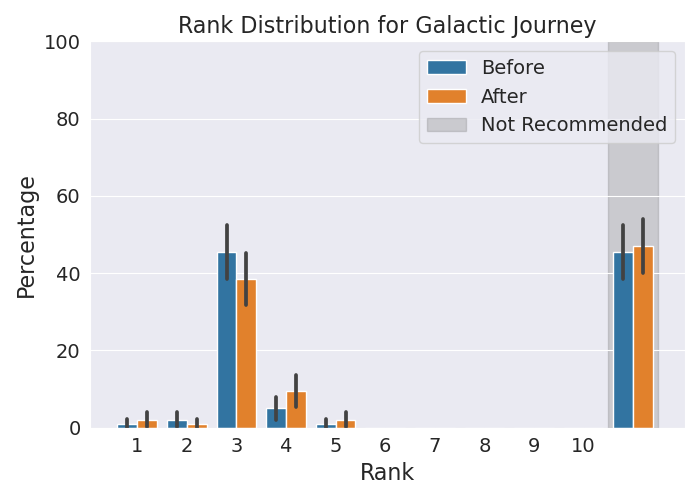 Rank Distribution for Galactic Journey
Before
After
Not Recommended
Percentage
100
80
60
40
20
0
1 2 3 4 5 6 7 8 9 10
Rank